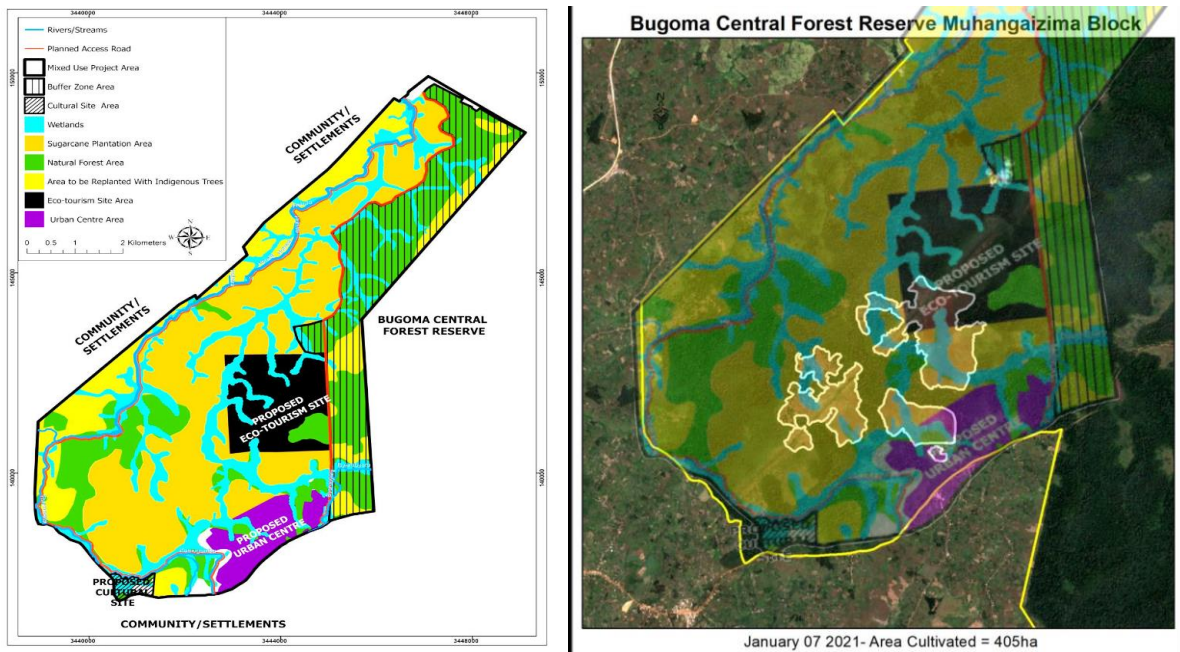 3440000 3444000 3448000
Rivers/Streams
Planned Access Road
Mixed Use Project Area
Buffer Zone Area
Cultural Site Area
Wetlands
Sugarcane Plantation Area
Natural Forest Area
Area to be Replanted With Indigenous Trees
Eco-tourism Site Area
Urban Centre Area
N
W E
S
0 0.5 1 2 Kilometers
145000
140000
COMMUNITY/
SETTLEMENTS
COMMUNITY/
SETTLEMENTS
BUGOMA CENTRAL
FOREST RESERVE
PROPOSED
ECO-TOURISM SITE
PROPOSED
URBAN CENTRE
PROPOSED
CULTURAL
SITE
COMMUNITY/SETTLEMENTS
3440000 3444000 3448000
Bugoma Central Forest Reserve Muhangaizima Block
PROPOSED
ECO-TOURISM SITE
PROPOSED
URBAN CENTRE
January 07 2021- Area Cultivated = 405ha